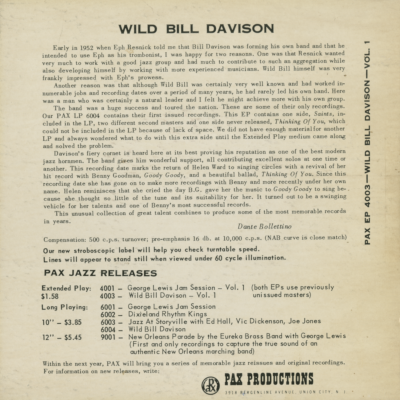 WILD BILL DAVISON
Early in 1952 when Eph Resnick told me that Bill Davison was forming his own band and that he
intended to use Eph as his trombonist, I was happy for two reasons. One was that Resnick wanted
very much to work with a good jazz group and had much to contribute to such an aggregation while
also developing himself by working with more experienced musicians. Wild Bill himself was very
frankly impressed with Eph's prowess.
Another reason was that although Wild Bill was certainly very well known and had worked in-
numerable jobs and recording dates over a period of many years, he had rarely led his own band. Here
was a man who was certainly a natural leader and I felt he might achieve more with his own group.
The band was a huge success and toured the nation. These are some of their only recordings.
Our PAX LP 6004 contains their first issued recordings. This EP contains one side, Saints, in-
cluded in the LP, two different second masters and one side never released, Thinking Of You, which
could not be included in the LP because of lack of space. We did not have enough material for another
LP and always wondered what to do with this extra side until the Extended Play medium came along
and solved the problem.
Davison's fiery cornet is heard here at its best proving his reputation as one of the best modern
jazz hornmen. The band gives him wonderful support, all contributing excellent solos at one time or
another. This recording date marks the return of Helen Ward to singing circles with a revival of her
hit record with Benny Goodman, Goody Goody, and a beautiful ballad, Thinking Of You. Since this
recording date she has gone on to make more recordings with Benny and more recently under her own
name. Helen reminisces that she cried the day B.G. gave her the music to Goody Goody to sing be-
cause she thought so little of the tune and its suitability for her. It turned out to be a swinging
vehicle for her talents and one of Benny's most successful records.
This unusual collection of great talent combines to produce some of the most memorable records
in years.
Dante Bollettino
Compensation: 500 c.p.s. turnover; pre-emphasis 16 db. at 10,000 c.p.s. (NAB curve is close match)
Our new stroboscopic label will help you check turntable speed.
Lines will appear to stand still when viewed under 60 cycle illumination.
PAX JAZZ RELEASES
Extended Play: 4001 – George Lewis Jam Session – Vol. 1 (both EPs use previously
$1.58 4003 – Wild Bill Davison – Vol. 1 unissued masters)
Long Playing: 6001 – George Lewis Jam Session
6002 – Dixieland Rhythm Kings
10" – $3.85 6003 – Jazz At Storyville with Ed Hall, Vic Dickenson, Joe Jones
6004 – Wild Bill Davison
12" – $5.45 9001 – New Orleans Parade by the Eureka Brass Band with George Lewis
(First and only recordings to capture the true sound of an
authentic New Orleans marching band)
Within the next year, PAX will bring you a series of memorable jazz reissues and original recordings.
For information on new releases, write:
PAX PRODUCTIONS
BERGENLINE AVENUE, UNION CITY, N. J.
PAX EP 4003—WILD BILL DAVISON—VOL. 1